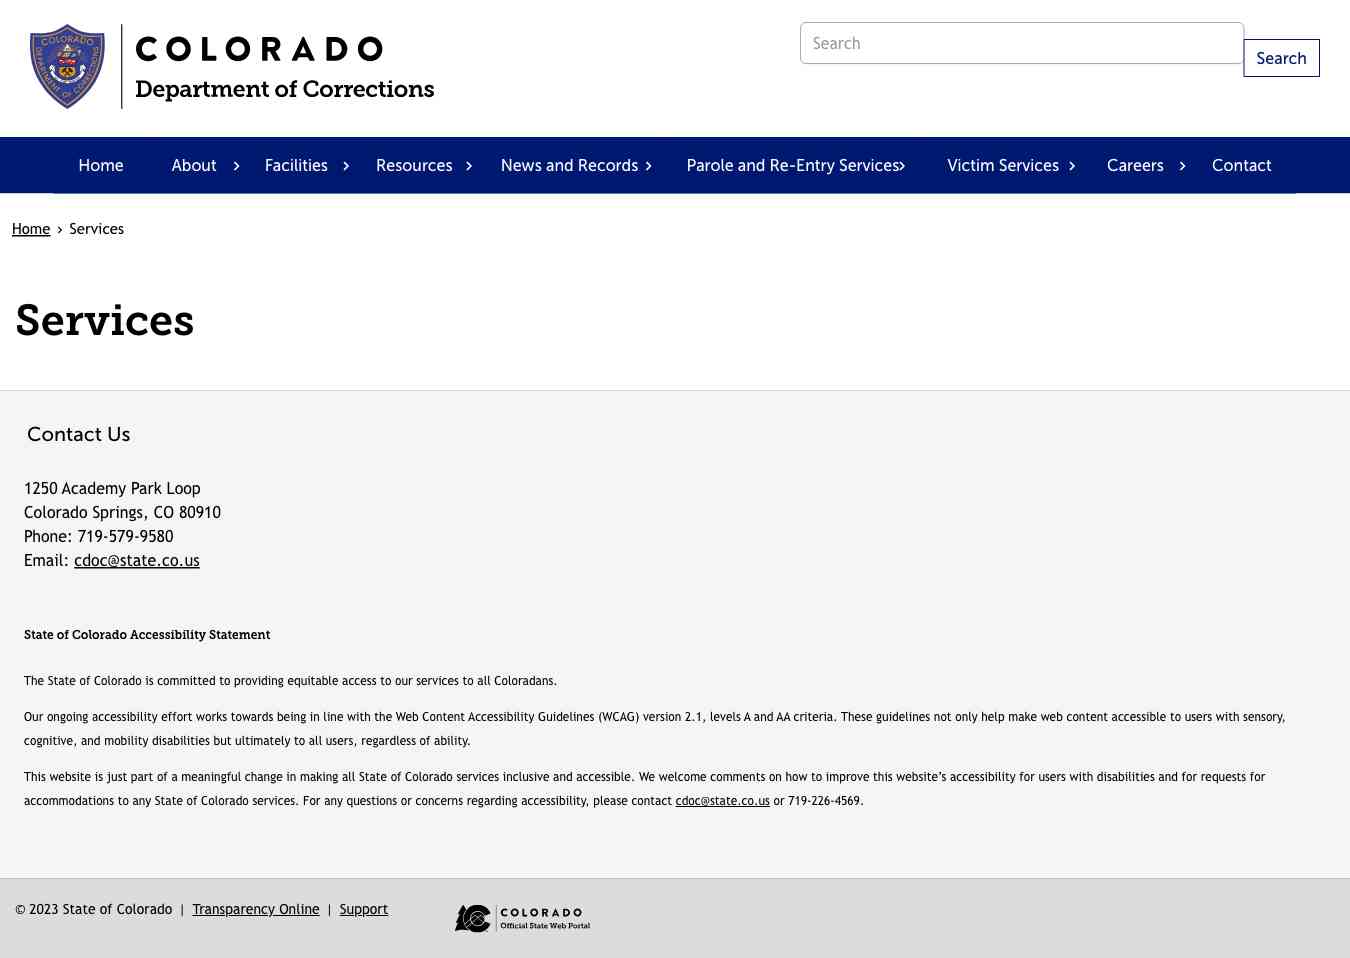 COLORADO
Department of Corrections
Search
Search
Home About Facilities Resources News and Records Parole and Re-Entry Services Victim Services Careers Contact
Home › Services
Services
Contact Us
1250 Academy Park Loop
Colorado Springs, CO 80910
Phone: 719-579-9580
Email: cdoc@state.co.us
State of Colorado Accessibility Statement
The State of Colorado is committed to providing equitable access to our services to all Coloradans.
Our ongoing accessibility effort works towards being in line with the Web Content Accessibility Guidelines (WCAG) version 2.1, levels A and AA criteria. These guidelines not only help make web content accessible to users with sensory,
cognitive, and mobility disabilities but ultimately to all users, regardless of ability.
This website is just part of a meaningful change in making all State of Colorado services inclusive and accessible. We welcome comments on how to improve this website’s accessibility for users with disabilities and for requests for
accommodations to any State of Colorado services. For any questions or concerns regarding accessibility, please contact cdoc@state.co.us or 719-226-4569.
© 2023 State of Colorado | Transparency Online | Support
COLORADO
Official State Web Portal